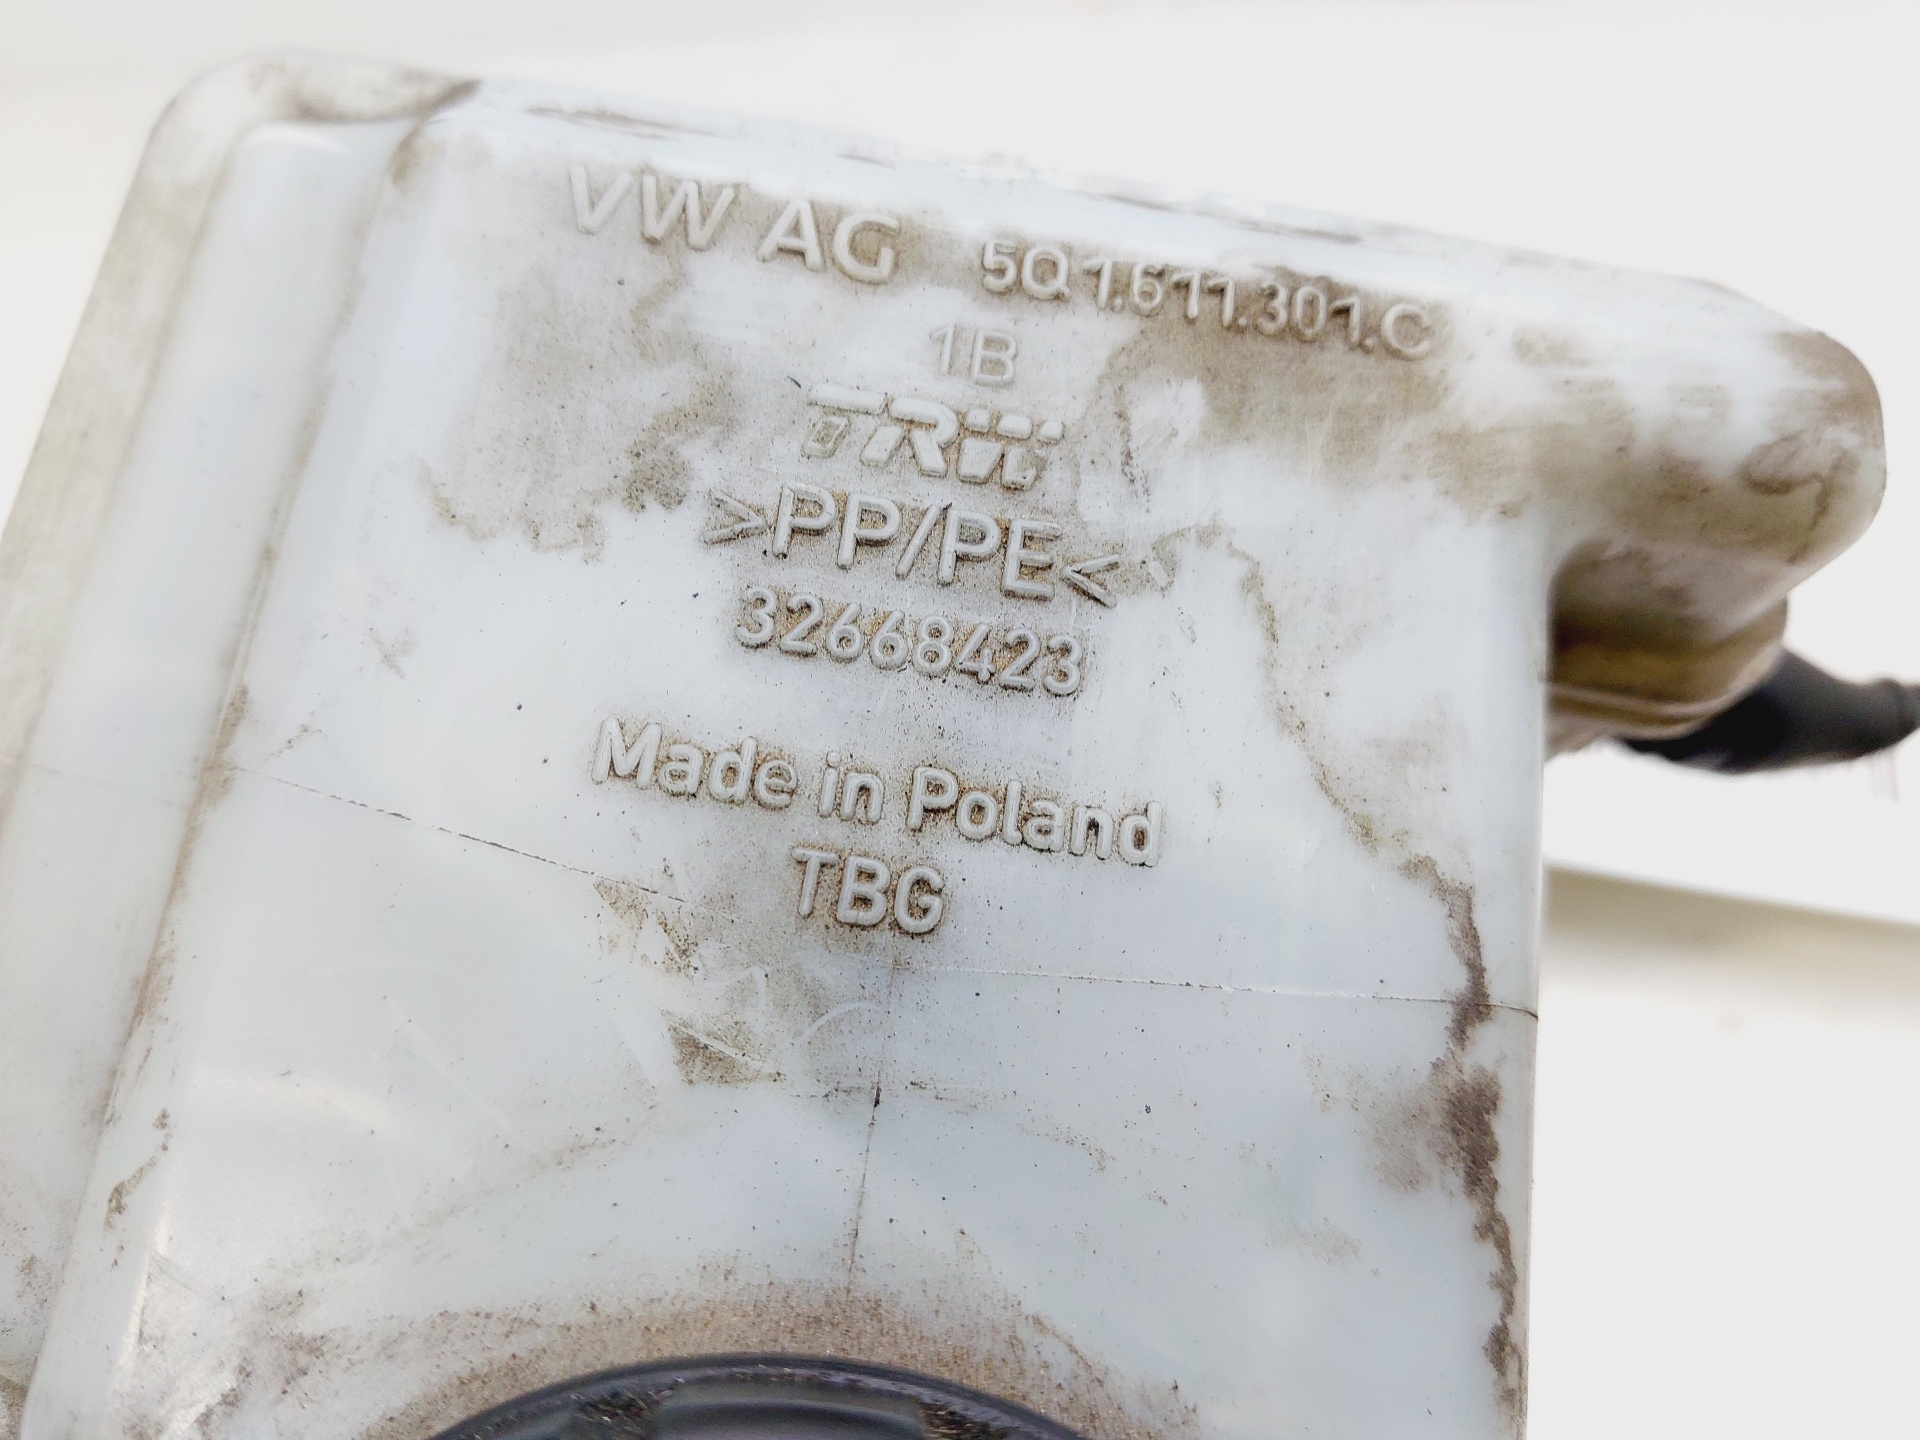 VW AG 5Q1.611.301.C
1B
TRW
>PP/PE<
32668423
Made in Poland
TBG